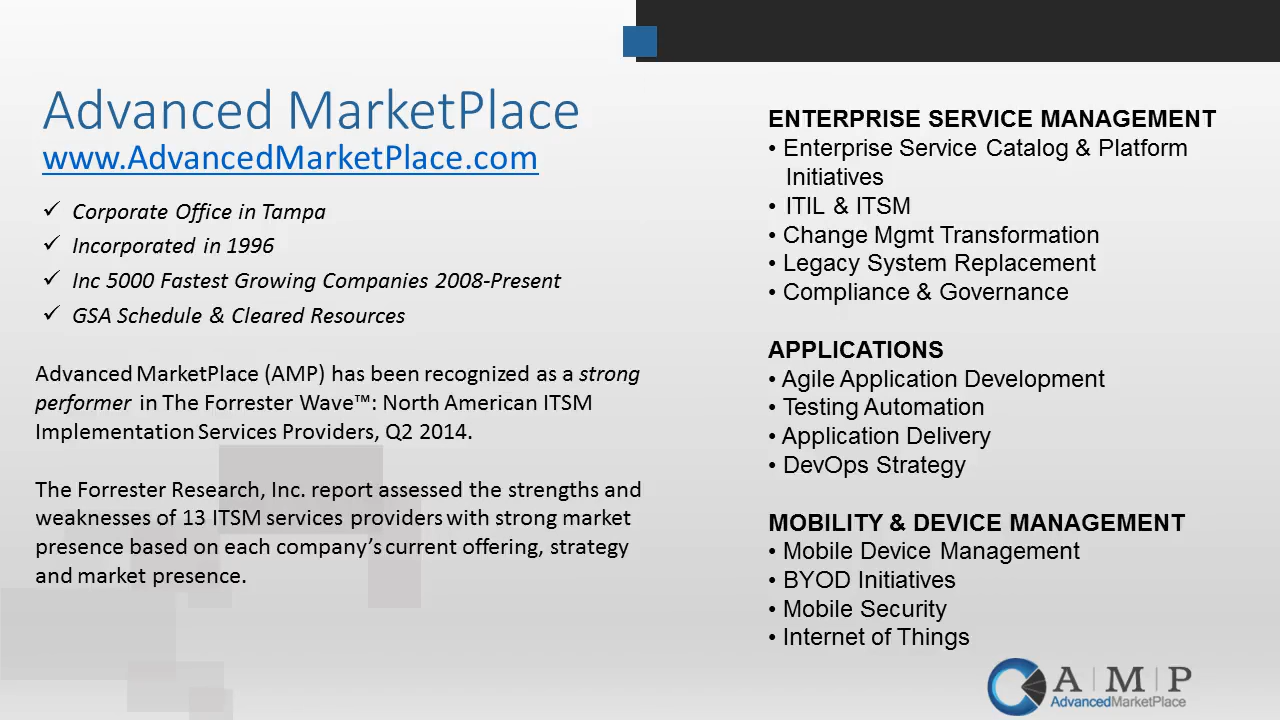 Advanced MarketPlace
www.AdvancedMarketPlace.com
✓ Corporate Office in Tampa
✓ Incorporated in 1996
✓ Inc 5000 Fastest Growing Companies 2008-Present
✓ GSA Schedule & Cleared Resources
Advanced MarketPlace (AMP) has been recognized as a strong
performer in The Forrester Wave™: North American ITSM
Implementation Services Providers, Q2 2014.
The Forrester Research, Inc. report assessed the strengths and
weaknesses of 13 ITSM services providers with strong market
presence based on each company's current offering, strategy
and market presence.
ENTERPRISE SERVICE MANAGEMENT
• Enterprise Service Catalog & Platform
Initiatives
• ITIL & ITSM
• Change Mgmt Transformation
• Legacy System Replacement
• Compliance & Governance
APPLICATIONS
• Agile Application Development
• Testing Automation
• Application Delivery
• DevOps Strategy
MOBILITY & DEVICE MANAGEMENT
• Mobile Device Management
• BYOD Initiatives
• Mobile Security
• Internet of Things
A | M | P
AdvancedMarketPlace